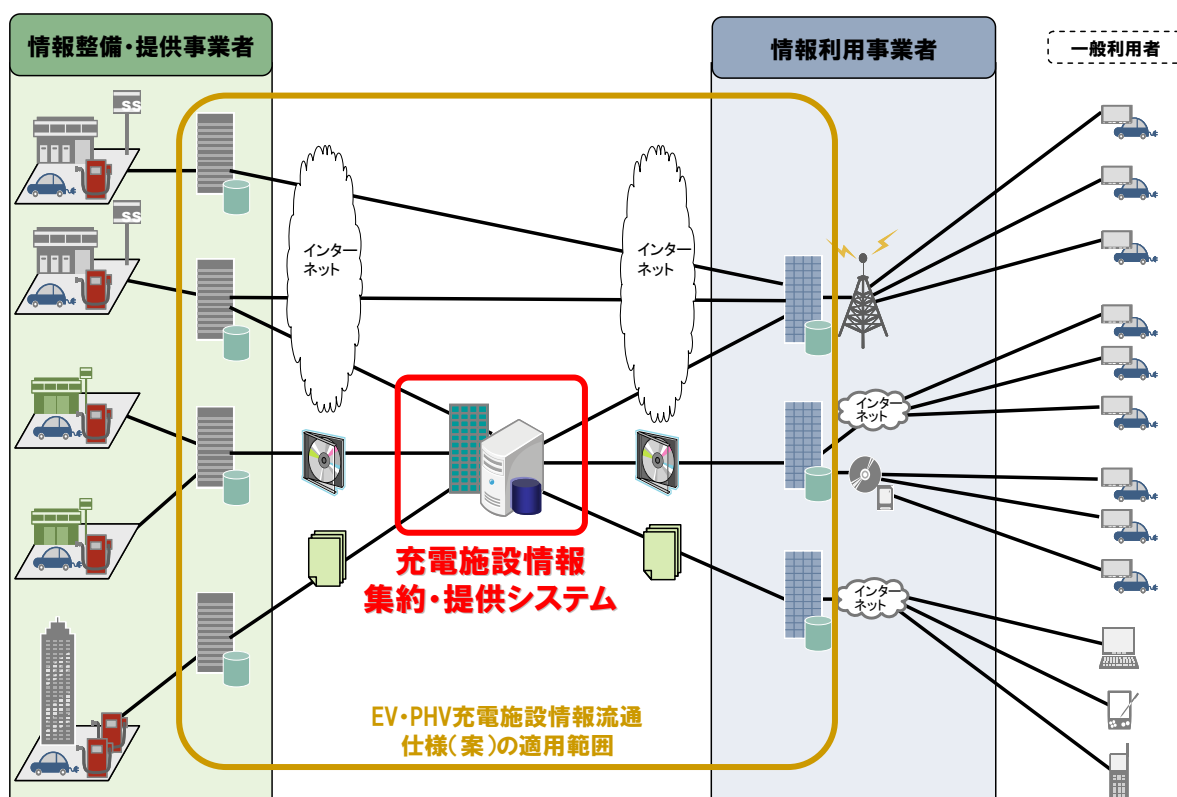 情報整備・提供事業者
情報利用事業者
一般利用者
SS
SS
インター
ネット
インター
ネット
インター
ネット
充電施設情報
集約・提供システム
インター
ネット
EV・PHV充電施設情報流通
仕様(案)の適用範囲